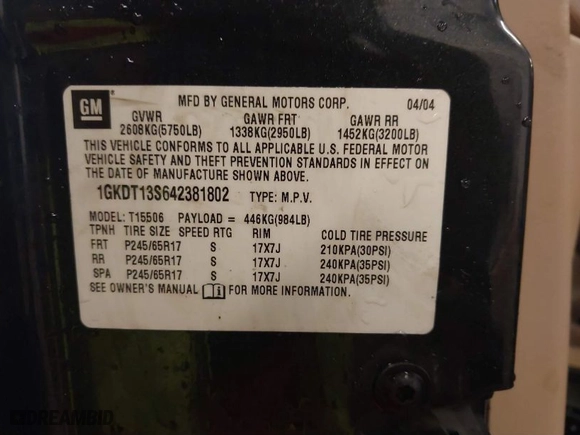 GM
MFD BY GENERAL MOTORS CORP. 04/04
GVWR GAWR FRT GAWR RR
2608KG(5750LB) 1338KG(2950LB) 1452KG(3200LB)
THIS VEHICLE CONFORMS TO ALL APPLICABLE U.S. FEDERAL MOTOR
VEHICLE SAFETY AND THEFT PREVENTION STANDARDS IN EFFECT ON
THE DATE OF MANUFACTURE SHOWN ABOVE.
1GKDT13S642381802 TYPE: M.P.V.
MODEL: T15506 PAYLOAD = 446KG(984LB)
TPNH TIRE SIZE SPEED RTG RIM COLD TIRE PRESSURE
FRT P245/65R17 S 17X7J 210KPA(30PSI)
RR P245/65R17 S 17X7J 240KPA(35PSI)
SPA P245/65R17 S 17X7J 240KPA(35PSI)
SEE OWNER'S MANUAL FOR MORE INFORMATION.
DREAMBID